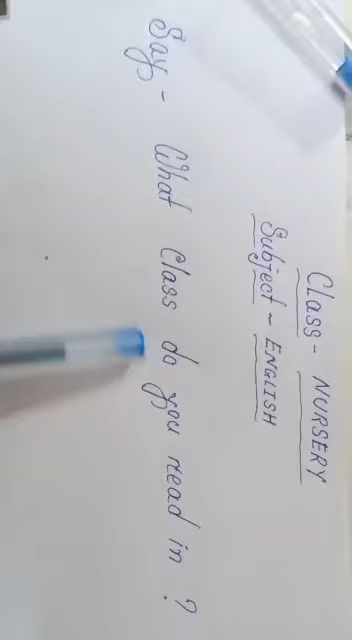 Class - NURSERY
Subject - ENGLISH
Say - What Class do you read in ?